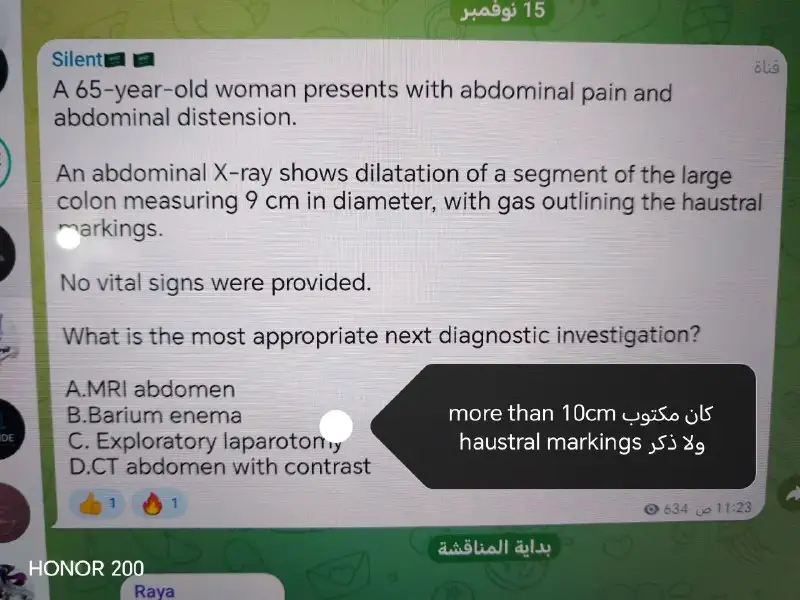 15 نوفمبر
Silent
قناة
A 65-year-old woman presents with abdominal pain and
abdominal distension.
An abdominal X-ray shows dilatation of a segment of the large
colon measuring 9 cm in diameter, with gas outlining the haustral
markings.
No vital signs were provided.
What is the most appropriate next diagnostic investigation?
A.MRI abdomen
B.Barium enema
C. Exploratory laparotomy
D.CT abdomen with contrast
كان مكتوب more than 10cm
ولا ذكر haustral markings
👍 1 🔥 1
634 11:23 ص
بداية المناقشة
HONOR 200
Raya